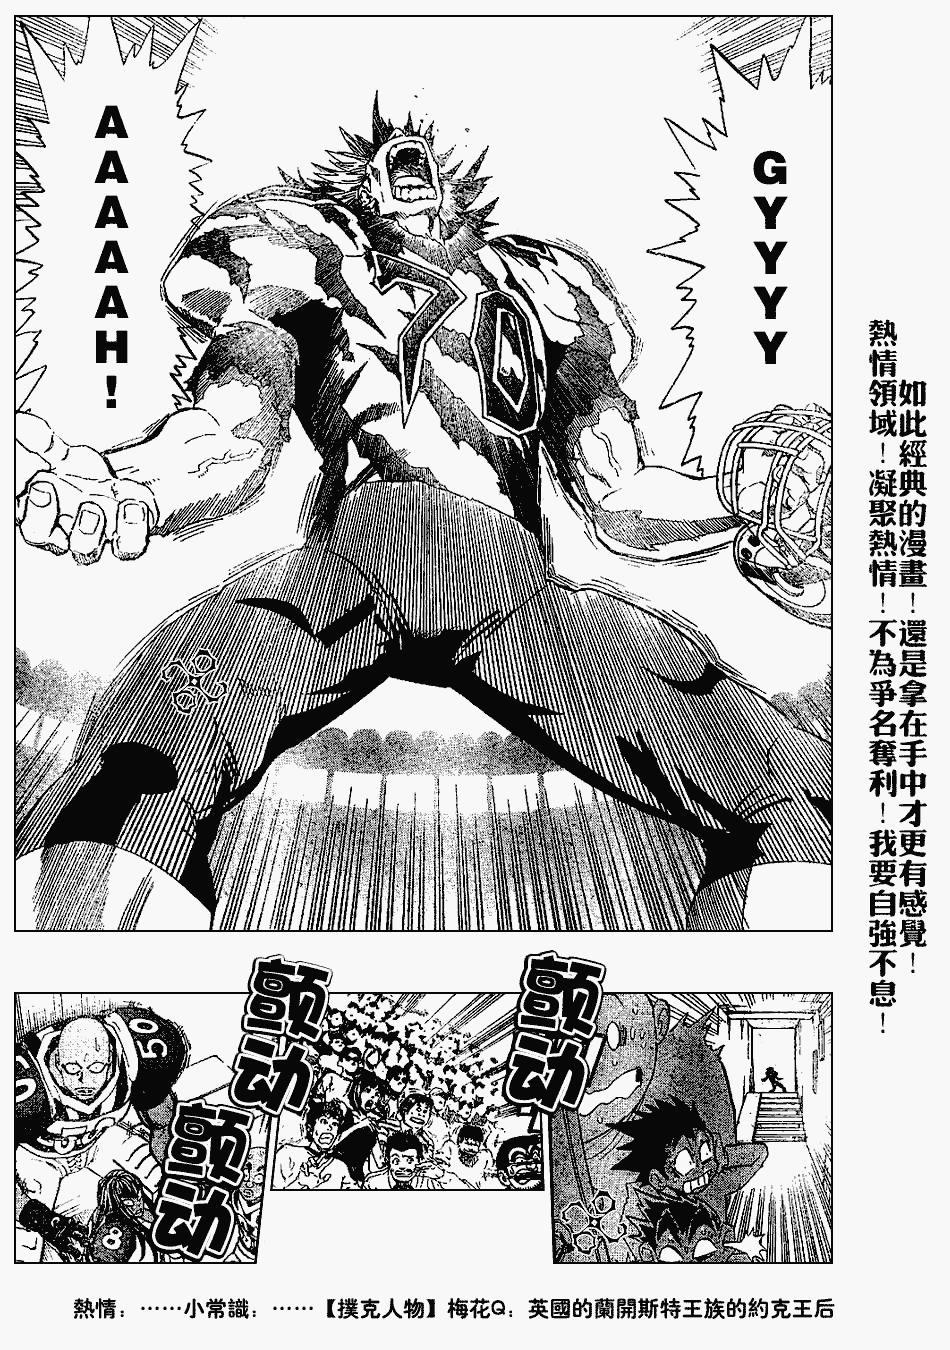 GYYYY
AAAAAH!
70
如此經典的漫畫！還是拿在手中才更有感覺！
熱情領域！凝聚熱情！不為爭名奪利！我要自強不息！
颤动
颤动
颤动
50
8
熱情：……小常識：……【撲克人物】梅花Q：英國的蘭開斯特王族的約克王后